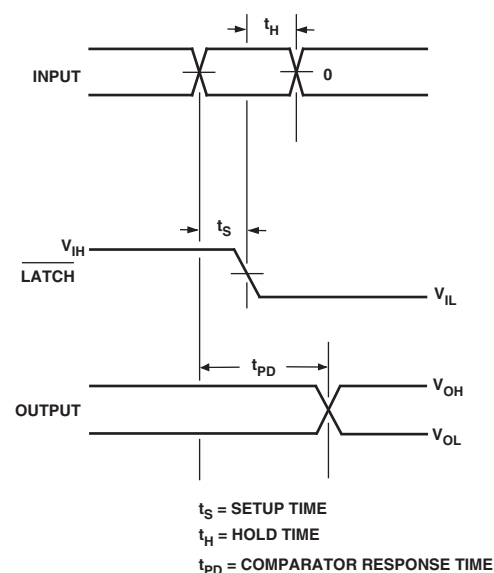 t_H
INPUT
0
t_S
V_IH
LATCH
V_IL
t_PD
V_OH
OUTPUT
V_OL
t_S = SETUP TIME
t_H = HOLD TIME
t_PD = COMPARATOR RESPONSE TIME